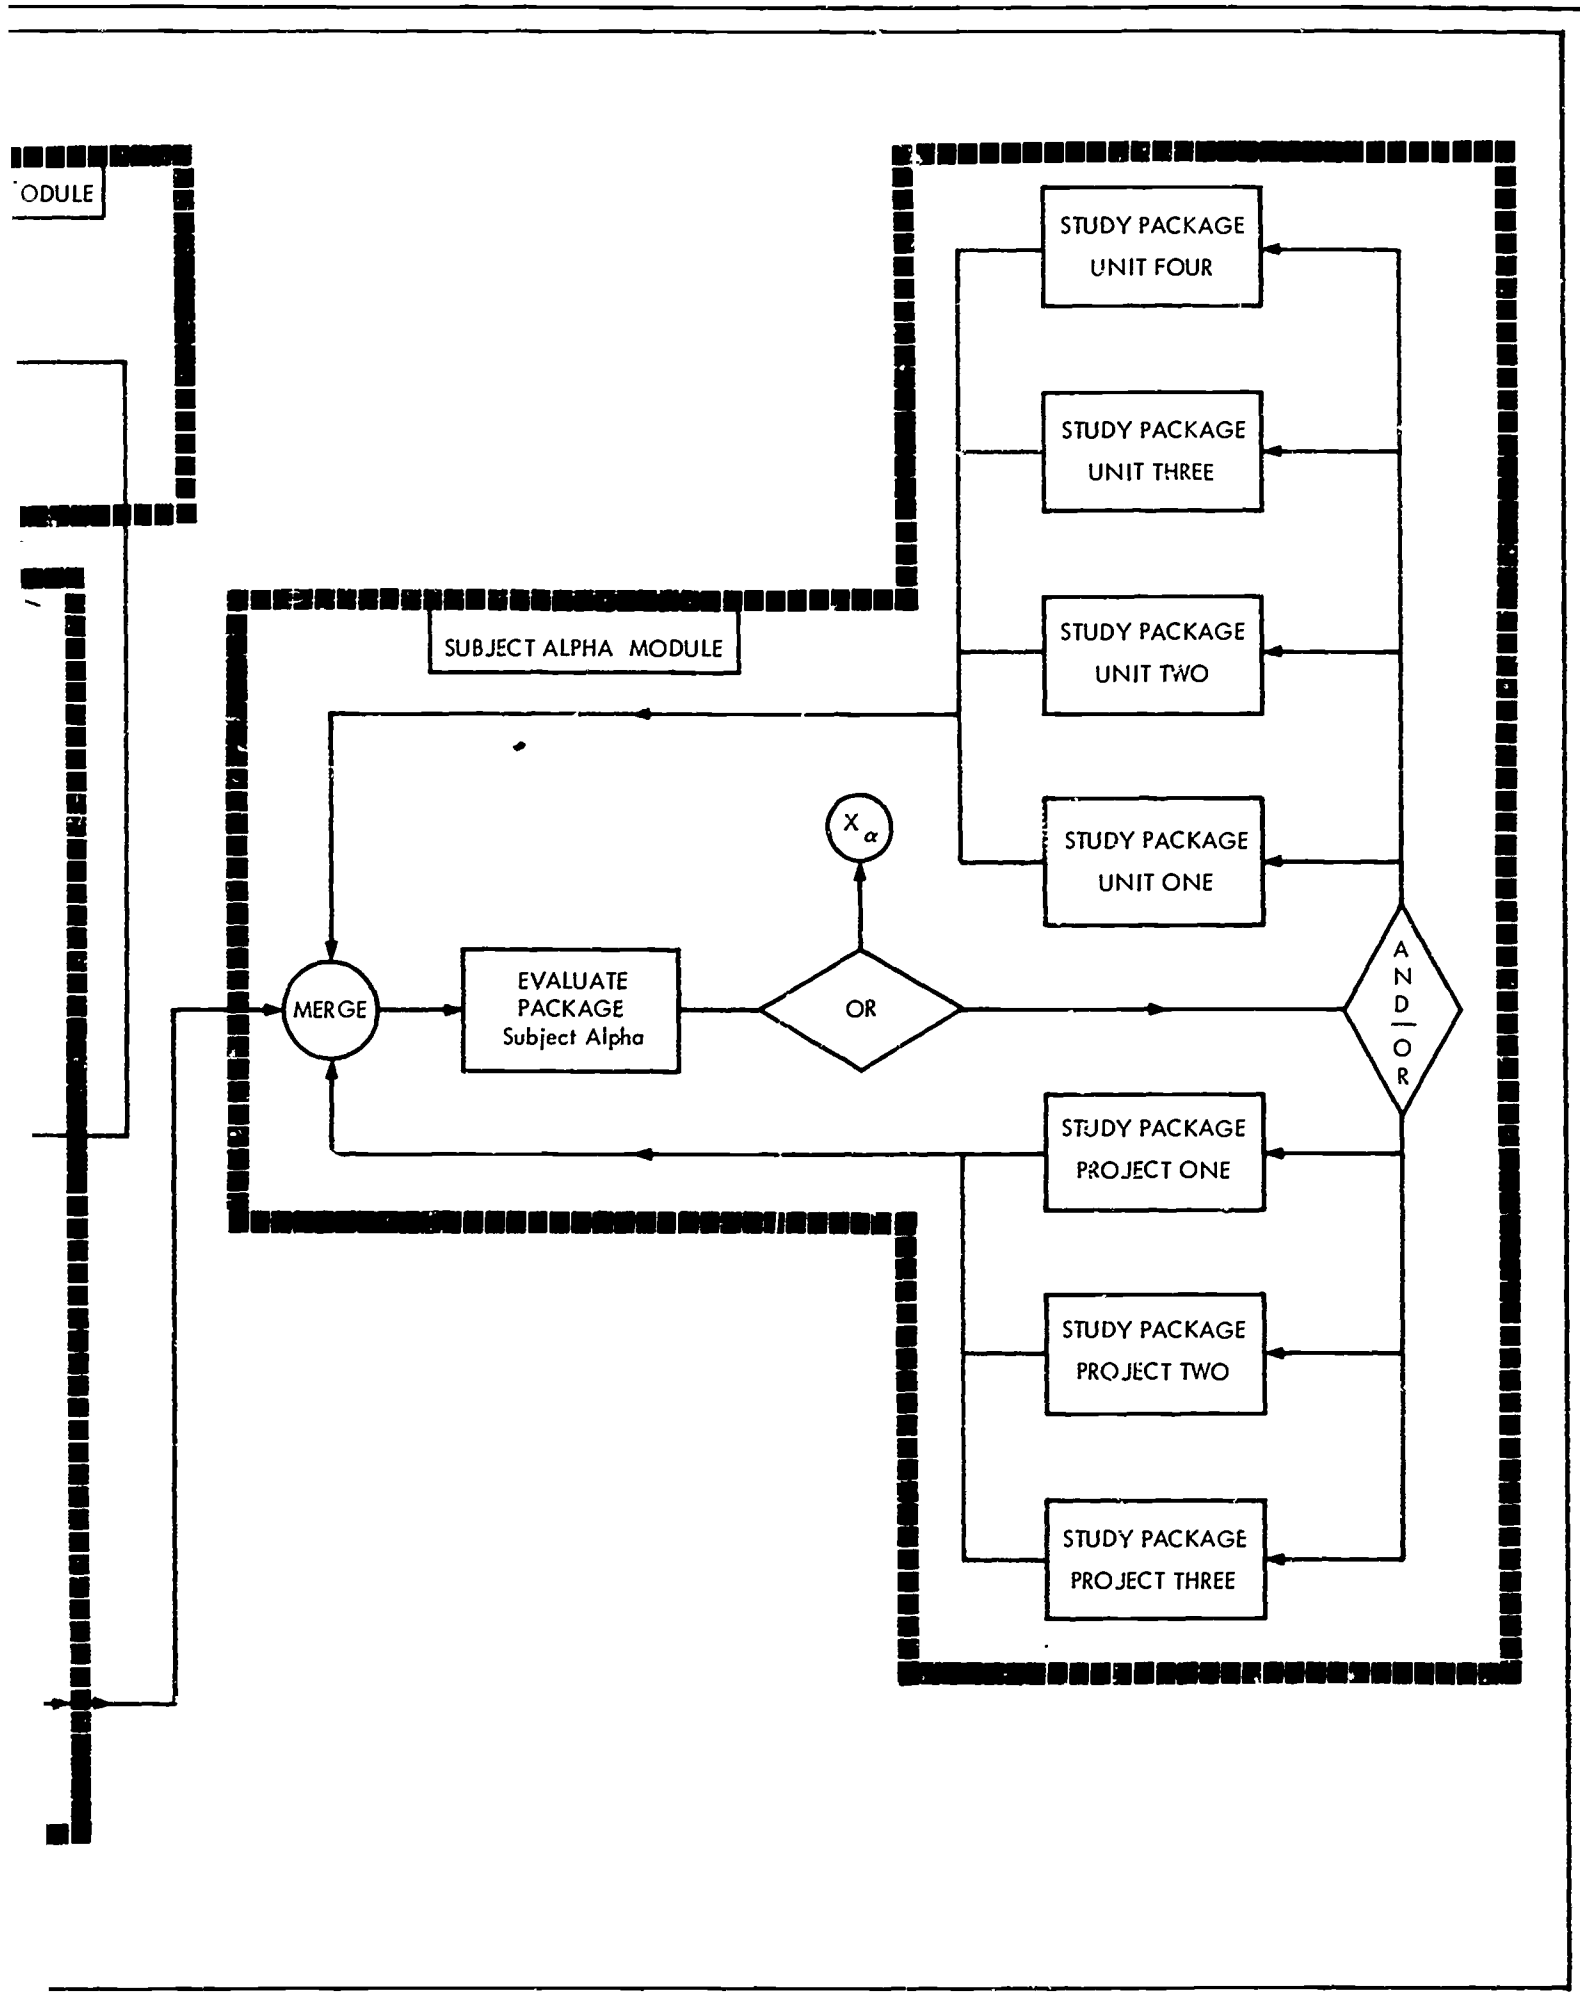 ODULE
STUDY PACKAGE
UNIT FOUR
STUDY PACKAGE
UNIT THREE
SUBJECT ALPHA MODULE
STUDY PACKAGE
UNIT TWO
X α
STUDY PACKAGE
UNIT ONE
MERGE
EVALUATE
PACKAGE
Subject Alpha
OR
A
N
D
O
R
STUDY PACKAGE
PROJECT ONE
STUDY PACKAGE
PROJECT TWO
STUDY PACKAGE
PROJECT THREE